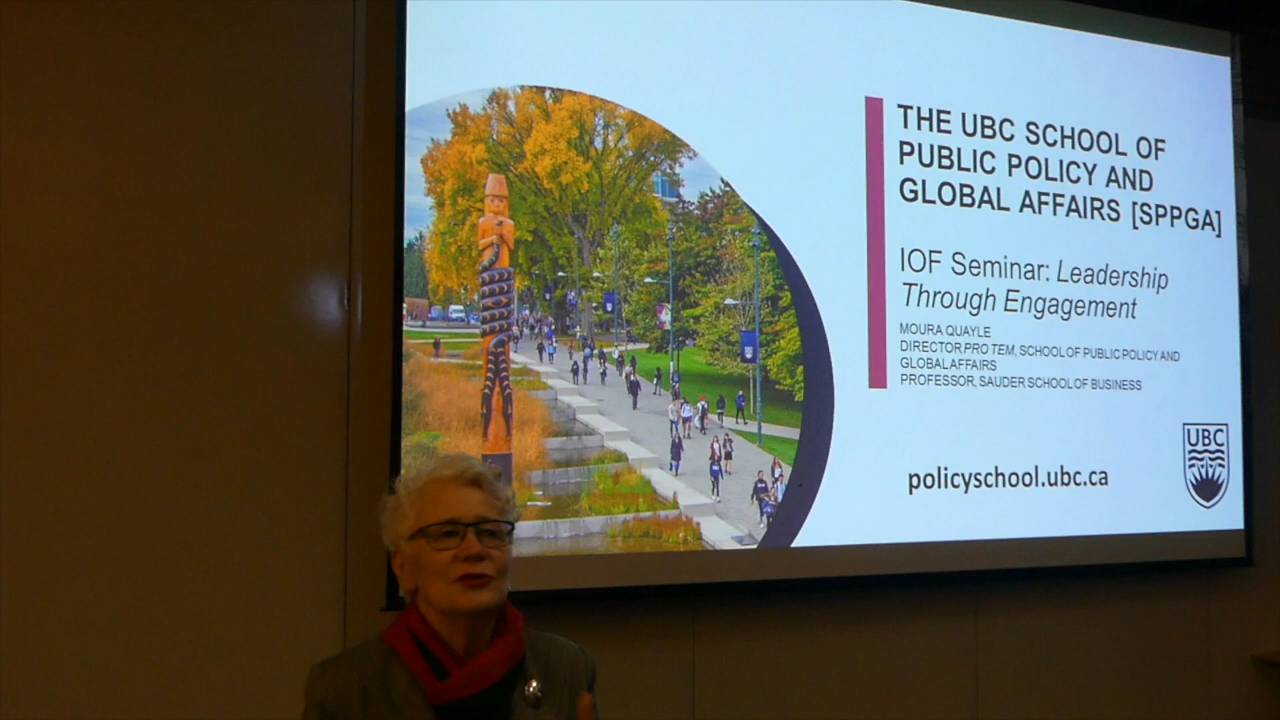 THE UBC SCHOOL OF
PUBLIC POLICY AND
GLOBAL AFFAIRS [SPPGA]
IOF Seminar: Leadership
Through Engagement
MOURA QUAYLE
DIRECTOR PRO TEM, SCHOOL OF PUBLIC POLICY AND
GLOBAL AFFAIRS
PROFESSOR, SAUDER SCHOOL OF BUSINESS
policyschool.ubc.ca
UBC